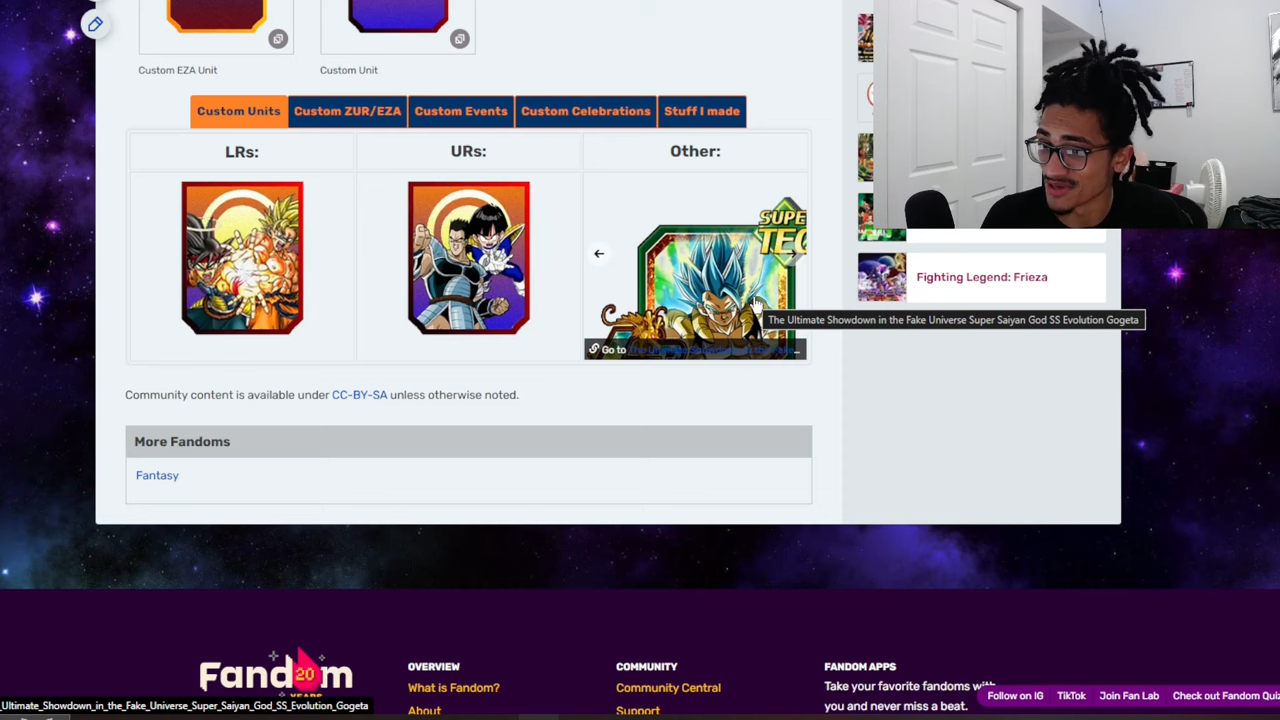 Custom EZA Unit
Custom Unit
Custom Units
Custom ZUR/EZA
Custom Events
Custom Celebrations
Stuff I made
LRs:
URs:
Other:
SUPE
TEQ
Go to
Fighting Legend: Frieza
The Ultimate Showdown in the Fake Universe Super Saiyan God SS Evolution Gogeta
Community content is available under CC-BY-SA unless otherwise noted.
More Fandoms
Fantasy
Fandom
20
YEARS
OVERVIEW
What is Fandom?
About
COMMUNITY
Community Central
Support
FANDOM APPS
Take your favorite fandoms with
you and never miss a beat.
Follow on IG
TikTok
Join Fan Lab
Check out Fandom Quiz
_Ultimate_Showdown_in_the_Fake_Universe_Super_Saiyan_God_SS_Evolution_Gogeta